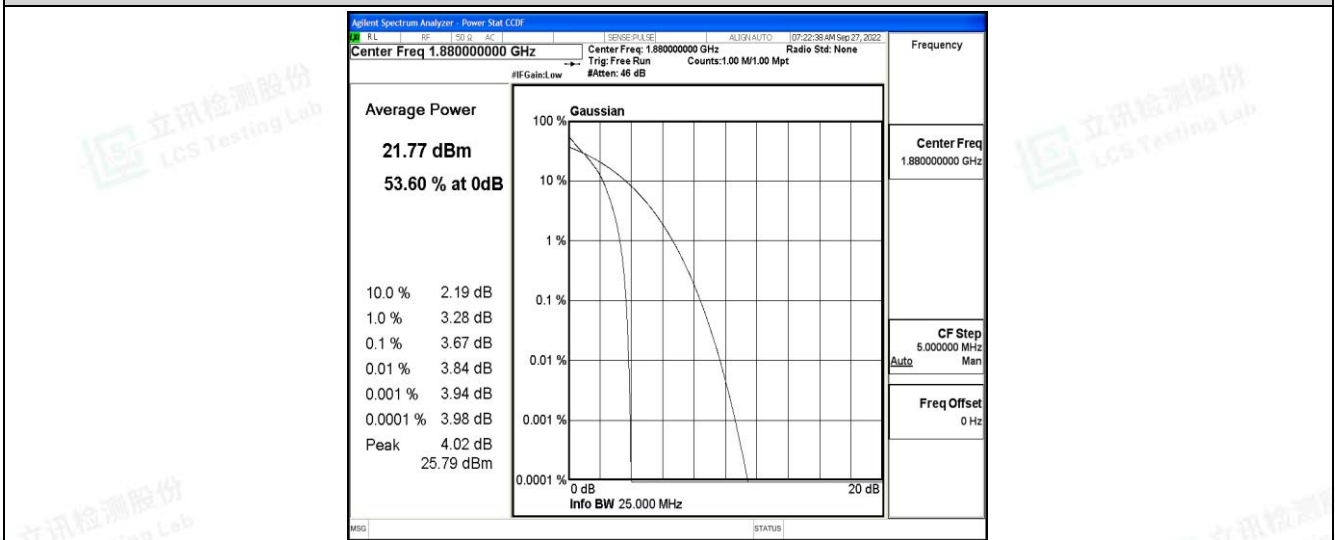 Agilent Spectrum Analyzer - Power Stat CCDF
RL RF 50 Ω AC SENSE:PULSE ALIGN AUTO 07:22:38 AM Sep 27, 2022
Center Freq 1.880000000 GHz
Center Freq: 1.880000000 GHz Radio Std: None
Trig: Free Run Counts:1.00 M/1.00 Mpt
#IFGain:Low #Atten: 46 dB
Frequency
Average Power
21.77 dBm
53.60 % at 0dB
10.0 % 2.19 dB
1.0 % 3.28 dB
0.1 % 3.67 dB
0.01 % 3.84 dB
0.001 % 3.94 dB
0.0001 % 3.98 dB
Peak 4.02 dB
25.79 dBm
Gaussian
100 %
10 %
1 %
0.1 %
0.01 %
0.001 %
0.0001 %
0 dB 20 dB
Info BW 25.000 MHz
Center Freq
1.880000000 GHz
CF Step
5.000000 MHz
Auto Man
Freq Offset
0 Hz
MSG STATUS
立讯检测股份
LCS Testing Lab
立讯检测股份
LCS Testing Lab
立讯检测股份